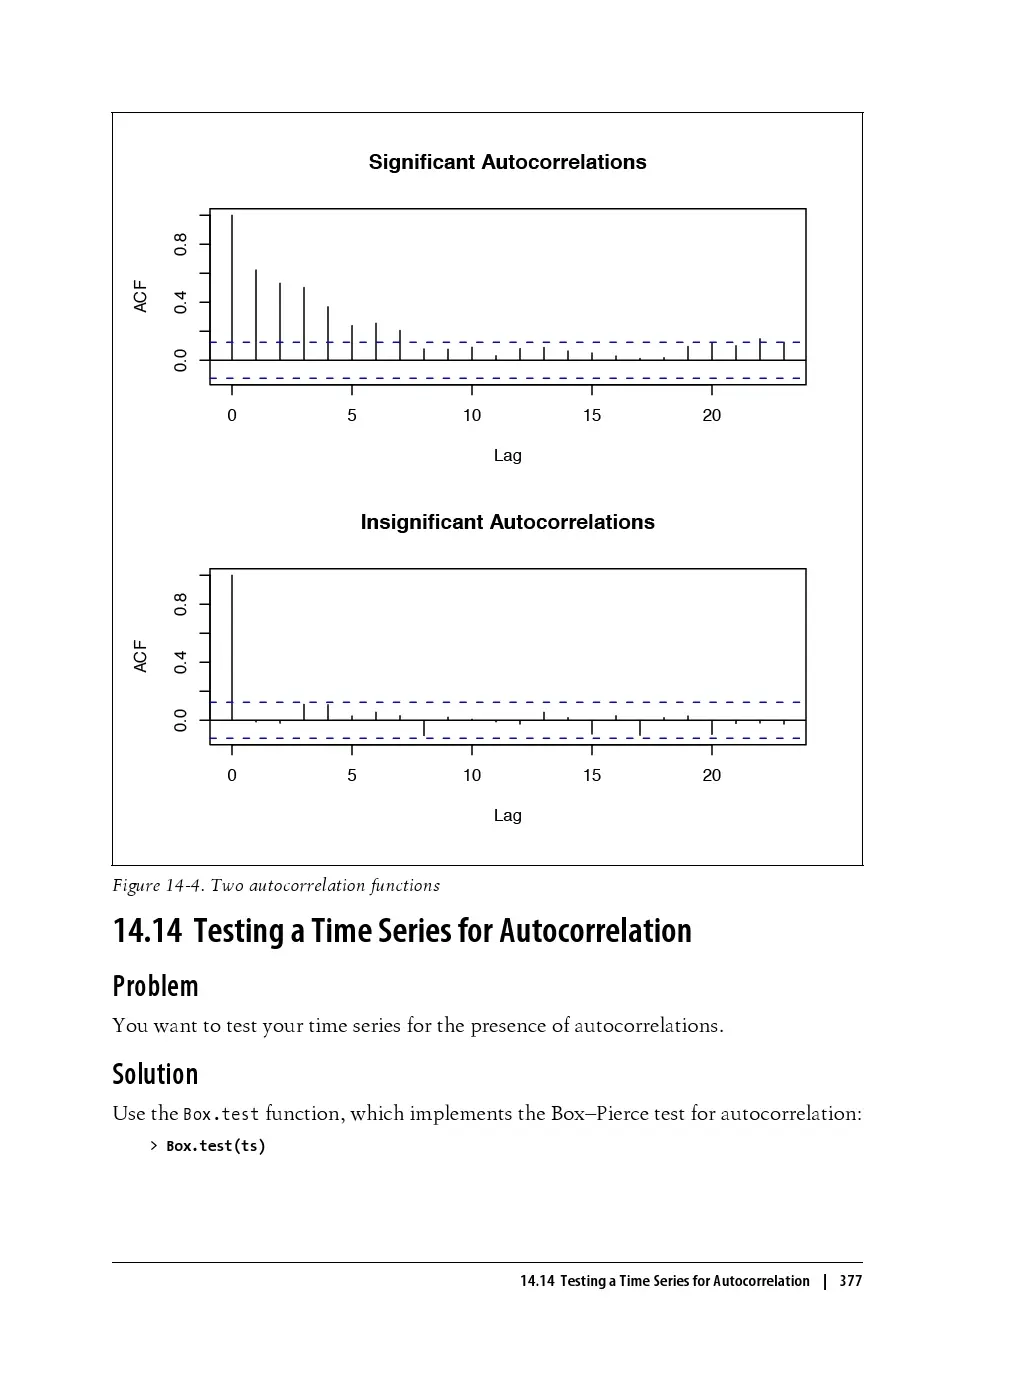 Significant Autocorrelations
ACF
0.8
0.4
0.0
0 5 10 15 20
Lag
Insignificant Autocorrelations
ACF
0.8
0.4
0.0
0 5 10 15 20
Lag
Figure 14-4. Two autocorrelation functions
14.14 Testing a Time Series for Autocorrelation
Problem
You want to test your time series for the presence of autocorrelations.
Solution
Use the Box.test function, which implements the Box–Pierce test for autocorrelation:
> Box.test(ts)
14.14 Testing a Time Series for Autocorrelation | 377